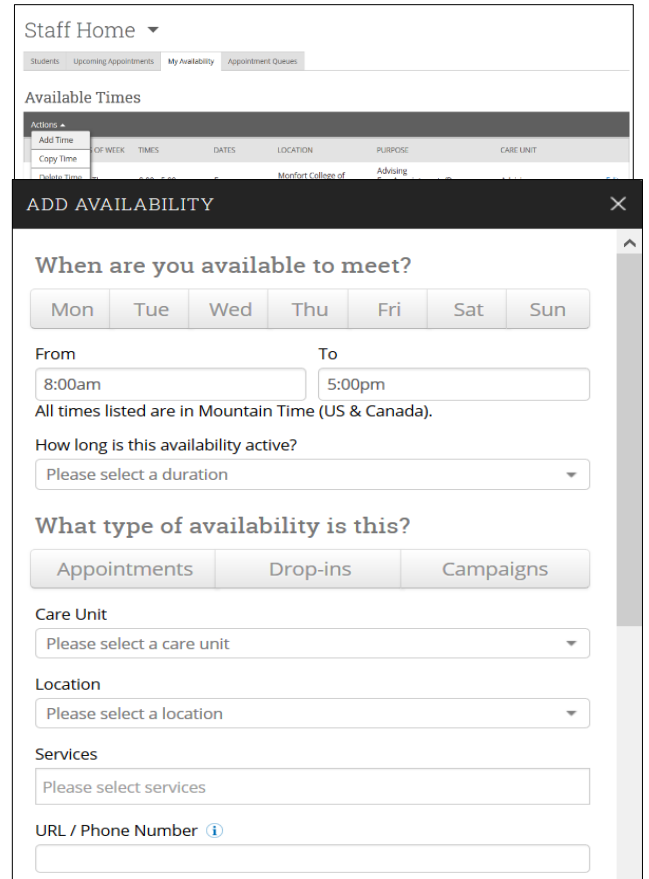 Staff Home
Students Upcoming Appointments My Availability Appointment Queues
Available Times
Actions
Add Time
OF WEEK TIMES DATES LOCATION PURPOSE CARE UNIT
Copy Time
Monfort College of Advising
Delete Time
ADD AVAILABILITY
When are you available to meet?
Mon Tue Wed Thu Fri Sat Sun
From To
8:00am 5:00pm
All times listed are in Mountain Time (US & Canada).
How long is this availability active?
Please select a duration
What type of availability is this?
Appointments Drop-ins Campaigns
Care Unit
Please select a care unit
Location
Please select a location
Services
Please select services
URL / Phone Number